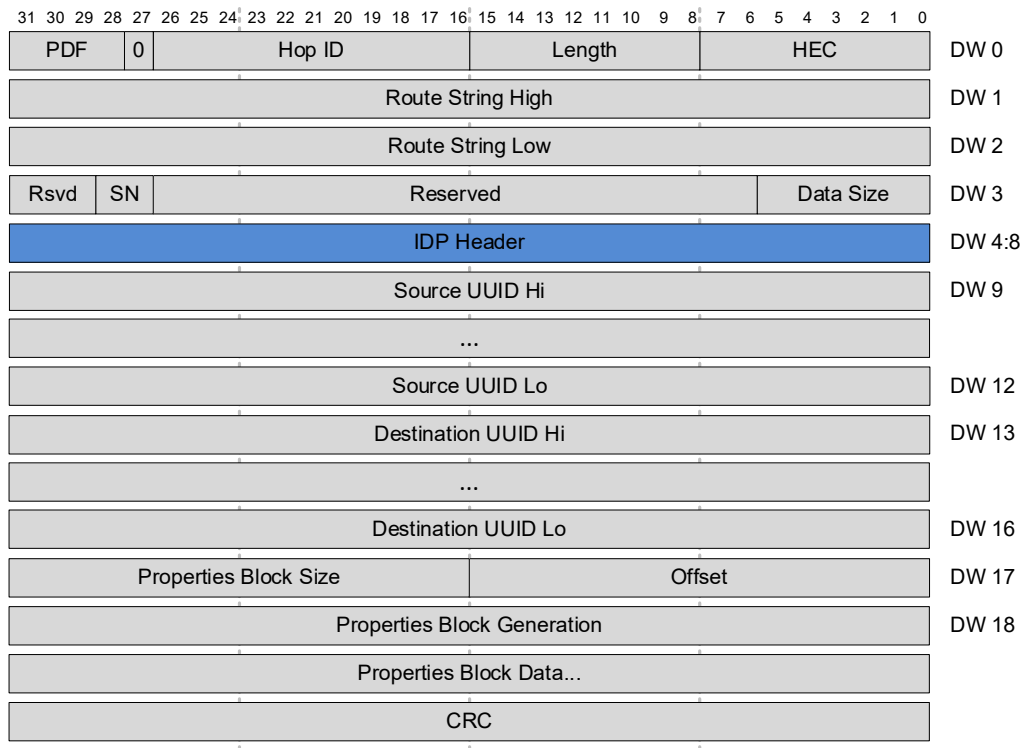 31 30 29 28 27 26 25 24 23 22 21 20 19 18 17 16 15 14 13 12 11 10 9 8 7 6 5 4 3 2 1 0
PDF 0 Hop ID Length HEC DW 0
Route String High DW 1
Route String Low DW 2
Rsvd SN Reserved Data Size DW 3
IDP Header DW 4:8
Source UUID Hi DW 9
...
Source UUID Lo DW 12
Destination UUID Hi DW 13
...
Destination UUID Lo DW 16
Properties Block Size Offset DW 17
Properties Block Generation DW 18
Properties Block Data...
CRC